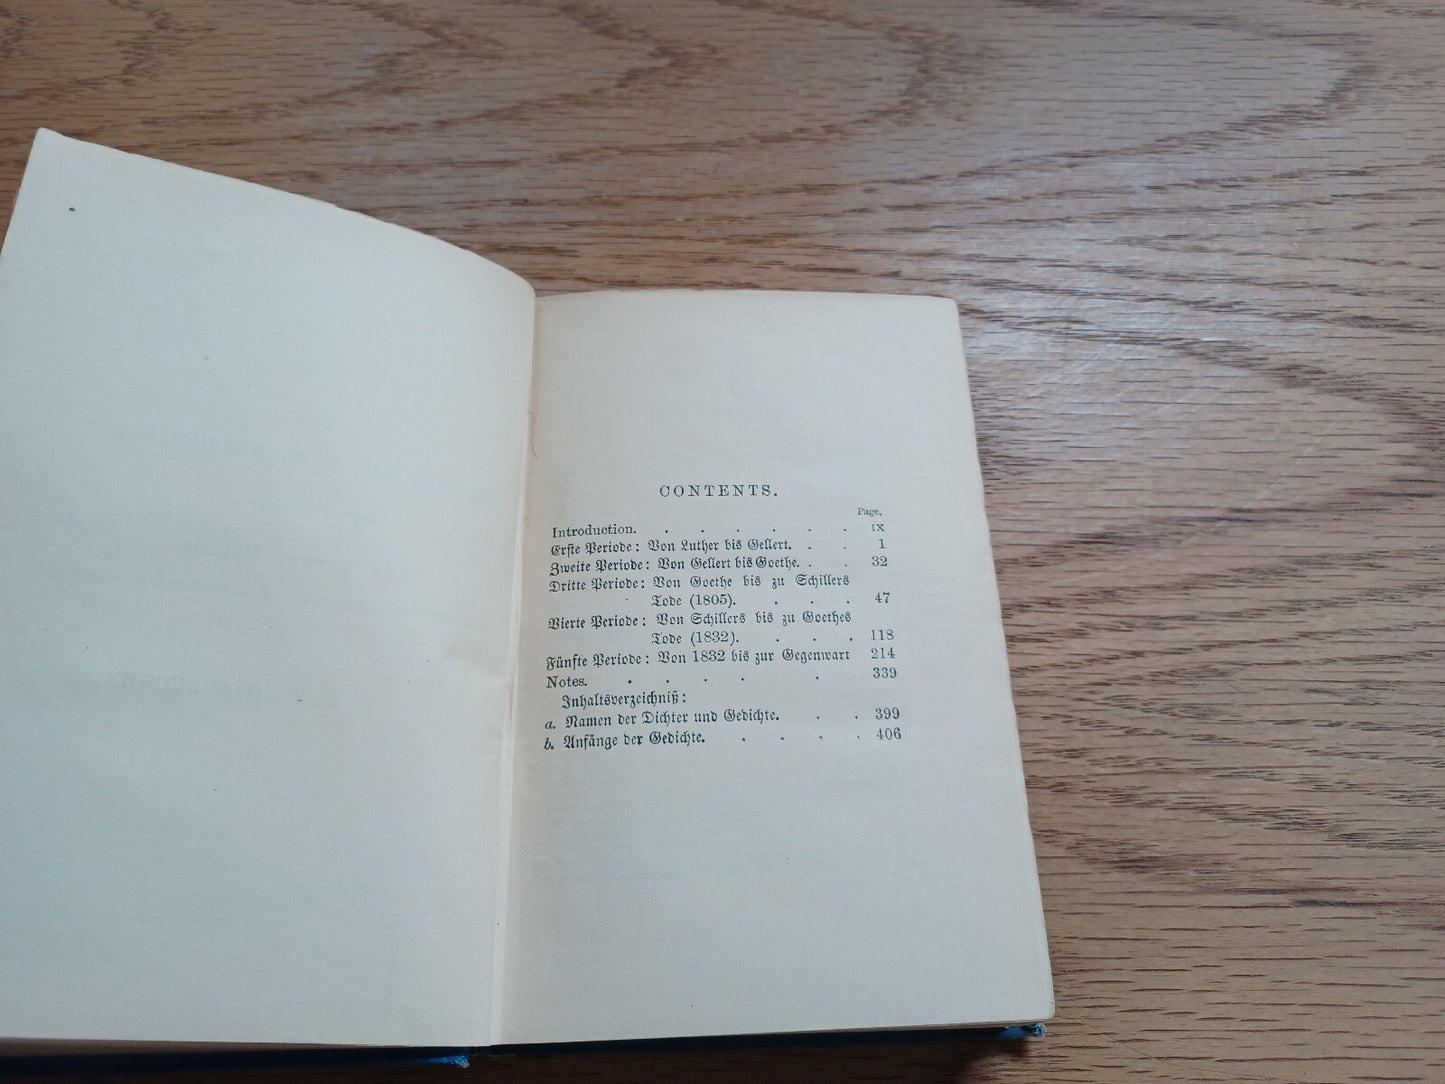 CONTENTS.
Page.
Introduction. . . . . . . ix
Erste Periode: Von Luther bis Gellert. . . 1
Zweite Periode: Von Gellert bis Goethe. . . 32
Dritte Periode: Von Goethe bis zu Schillers
Tode (1805). . . . 47
Vierte Periode: Von Schillers bis zu Goethes
Tode (1832). . . . . 118
Fünfte Periode: Von 1832 bis zur Gegenwart 214
Notes. . . . . . 339
Inhaltsverzeichniß:
a. Namen der Dichter und Gedichte. . . 399
b. Anfänge der Gedichte. . . . . 406